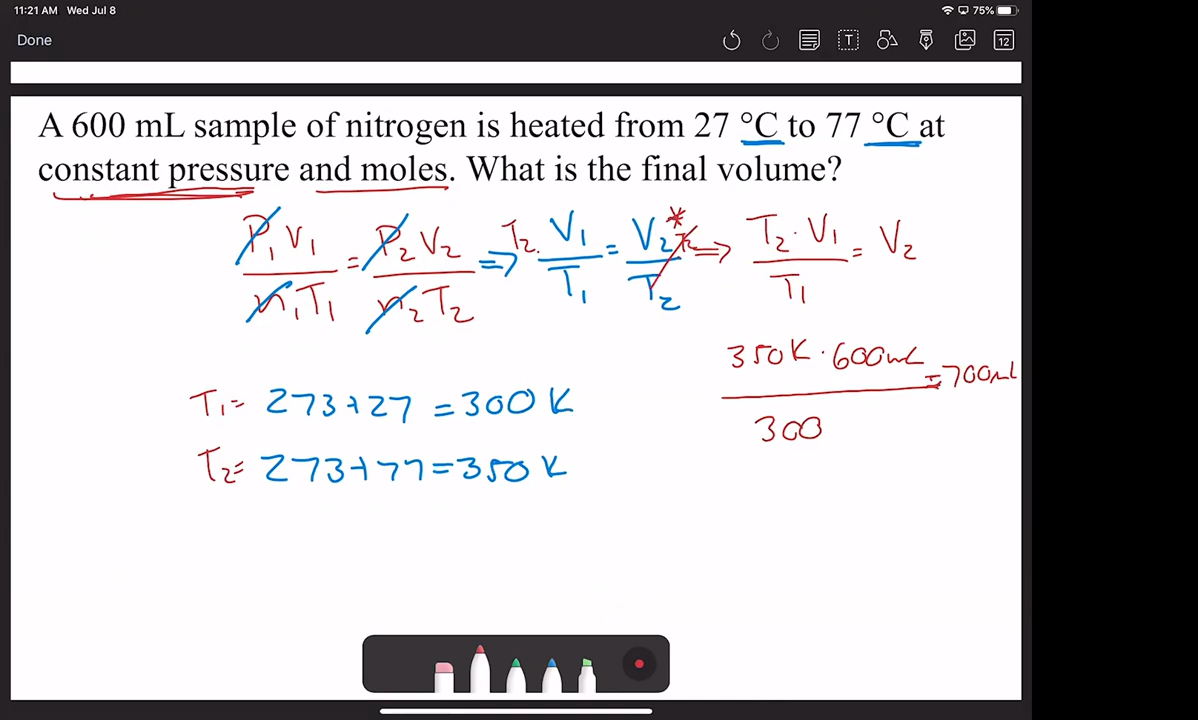 11:21 AM Wed Jul 8 75%
Done T 12
A 600 mL sample of nitrogen is heated from 27 °C to 77 °C at
constant pressure and moles. What is the final volume?
P₁V₁ / n₁T₁ = P₂V₂ / n₂T₂ ⇒ T₂· V₁ / T₁ = V₂ * T₂ / T₂ ⇒ T₂·V₁ / T₁ = V₂
350K · 600mL / 300 = 700mL
T₁= 273+27 = 300 K
T₂= 273+77=350 K